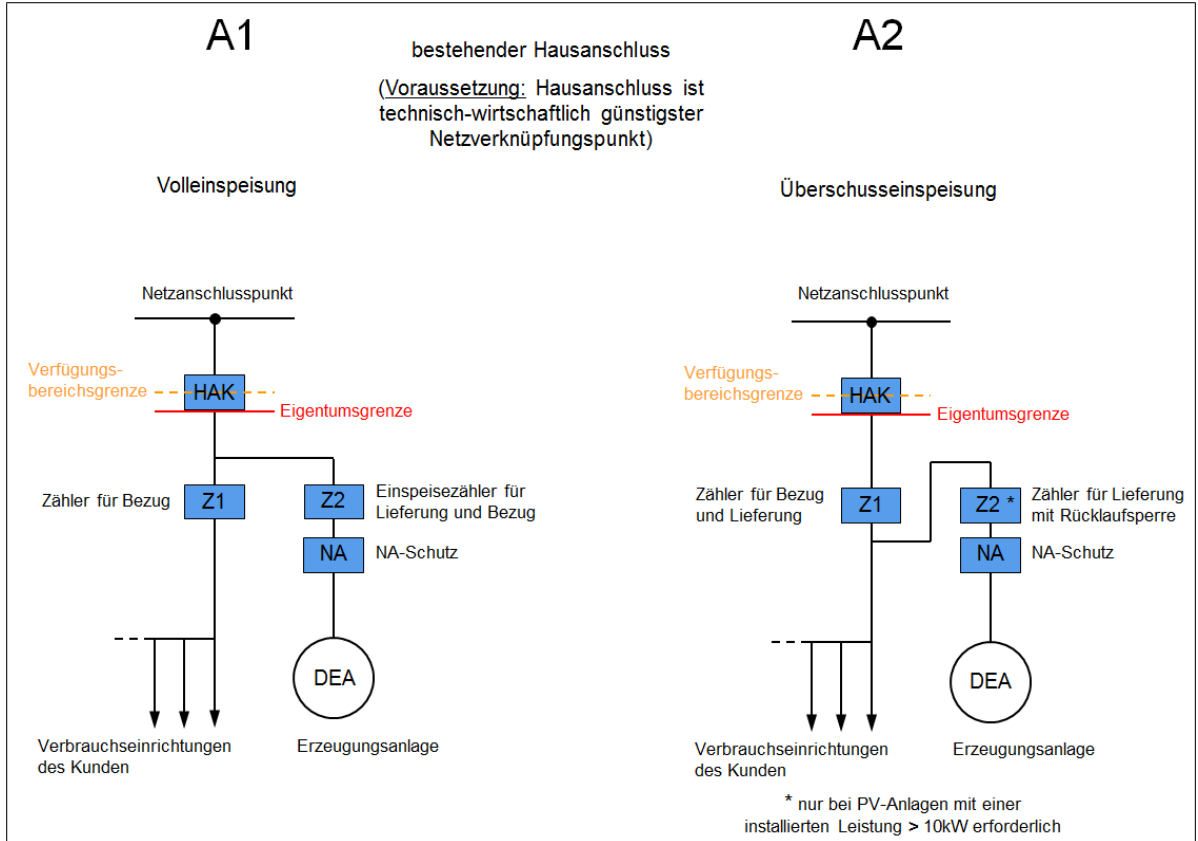 A1
A2
bestehender Hausanschluss
(Voraussetzung: Hausanschluss ist
technisch-wirtschaftlich günstigster
Netzverknüpfungspunkt)
Volleinspeisung
Netzanschlusspunkt
Verfügungs-
bereichsgrenze
HAK
Eigentumsgrenze
Zähler für Bezug
Z1
Z2
Einspeisezähler für
Lieferung und Bezug
NA
NA-Schutz
DEA
Verbrauchseinrichtungen
des Kunden
Erzeugungsanlage
Überschusseinspeisung
Netzanschlusspunkt
Verfügungs-
bereichsgrenze
HAK
Eigentumsgrenze
Zähler für Bezug
und Lieferung
Z1
Z2 *
Zähler für Lieferung
mit Rücklaufsperre
NA
NA-Schutz
DEA
Verbrauchseinrichtungen
des Kunden
Erzeugungsanlage
* nur bei PV-Anlagen mit einer
installierten Leistung > 10kW erforderlich